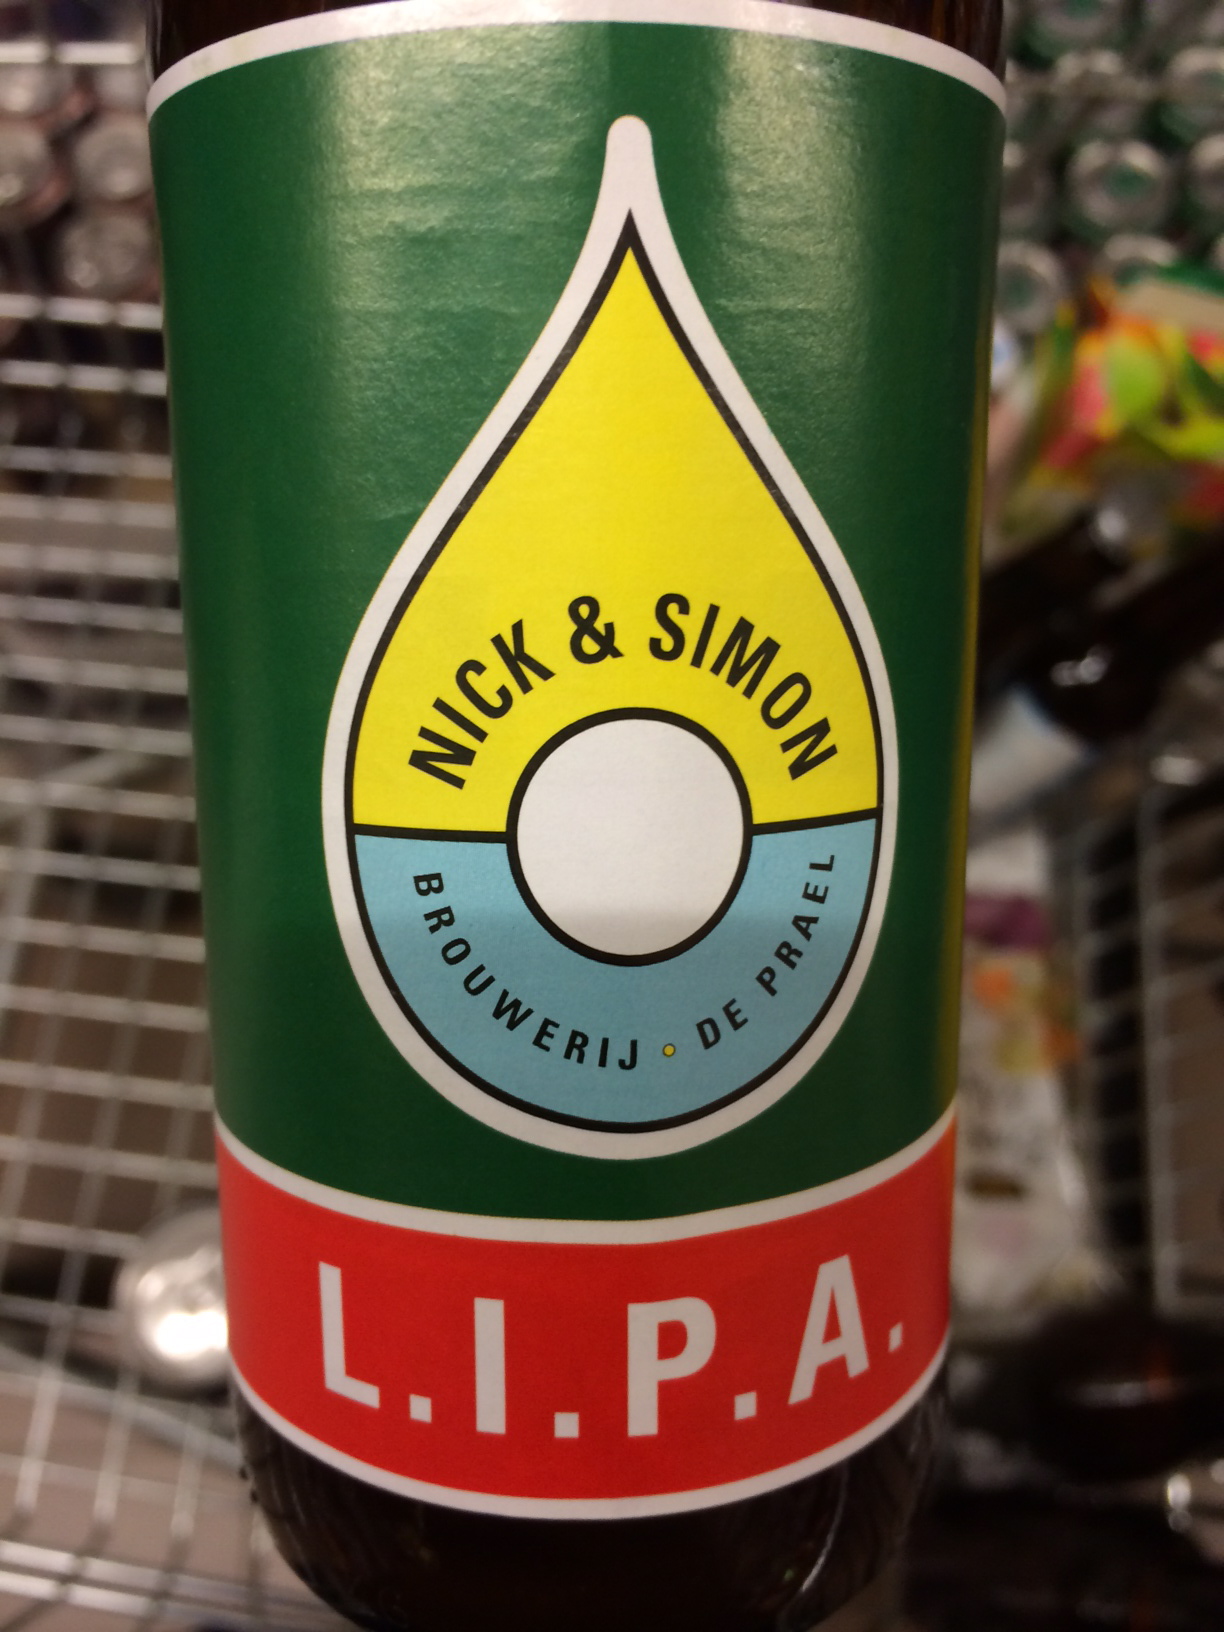 NICK & SIMON
BROUWERIJ • DE PRAEL
L.I.P.A.